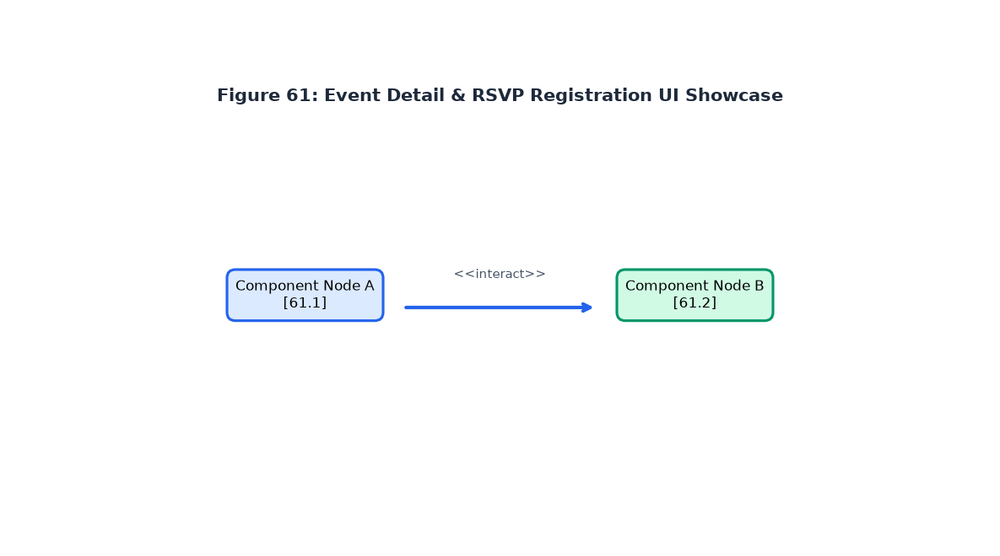 Figure 61: Event Detail & RSVP Registration UI Showcase
<<interact>>
Component Node A
[61.1]
Component Node B
[61.2]